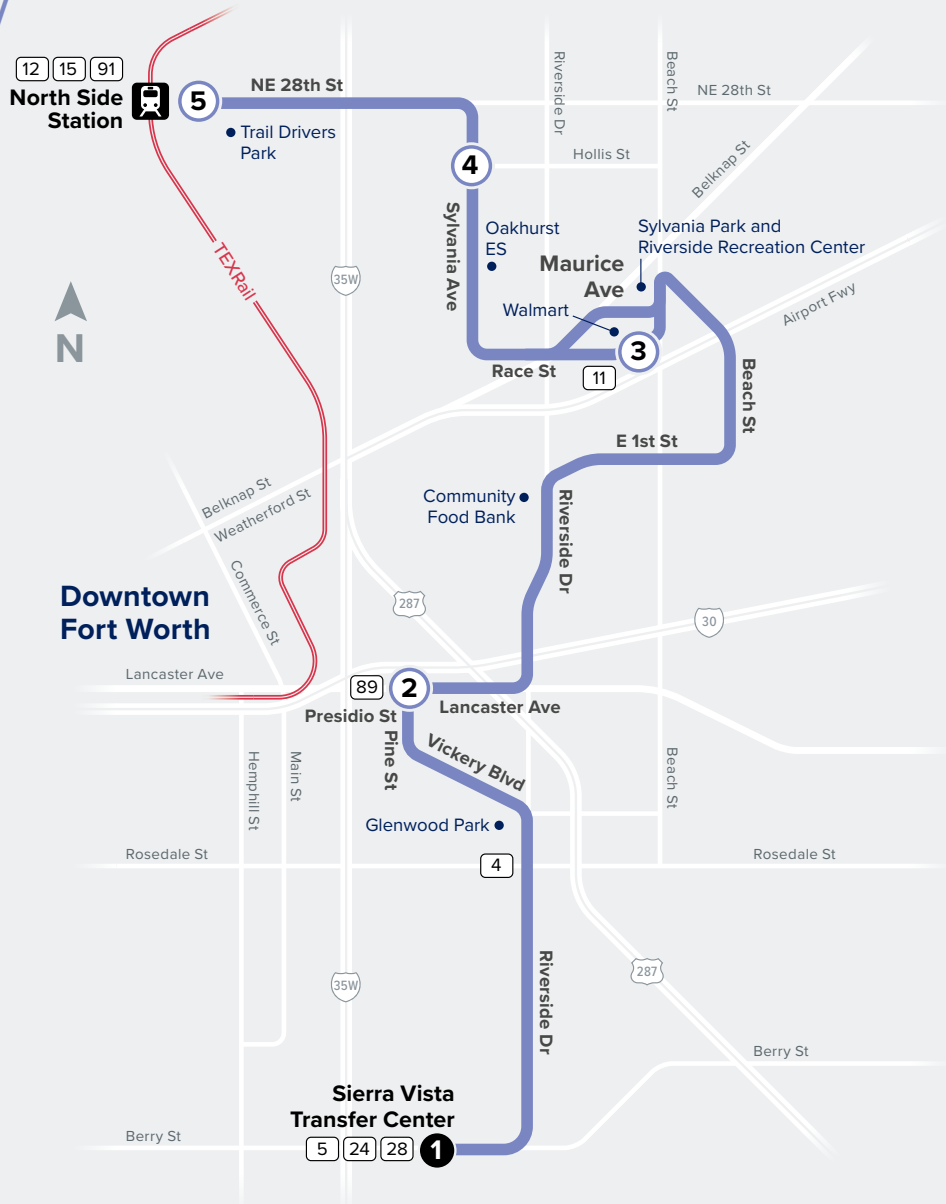 12 15 91
North Side
Station
5
NE 28th St
Trail Drivers
Park
Riverside Dr
Beach St
NE 28th St
4
Hollis St
Belknap St
Sylvania Ave
Oakhurst
ES
Sylvania Park and
Riverside Recreation Center
Maurice
Ave
TEXRail
35W
N
Walmart
Airport Fwy
3
Race St
11
Beach St
E 1st St
Belknap St
Weatherford St
Community
Food Bank
Riverside Dr
Commerce St
Downtown
Fort Worth
287
30
Lancaster Ave
89
2
Presidio St
Lancaster Ave
Pine St
Vickery Blvd
Hemphill St
Main St
Beach St
Glenwood Park
Rosedale St
4
Rosedale St
35W
Riverside Dr
287
Berry St
Sierra Vista
Transfer Center
Berry St
5 24 28
1